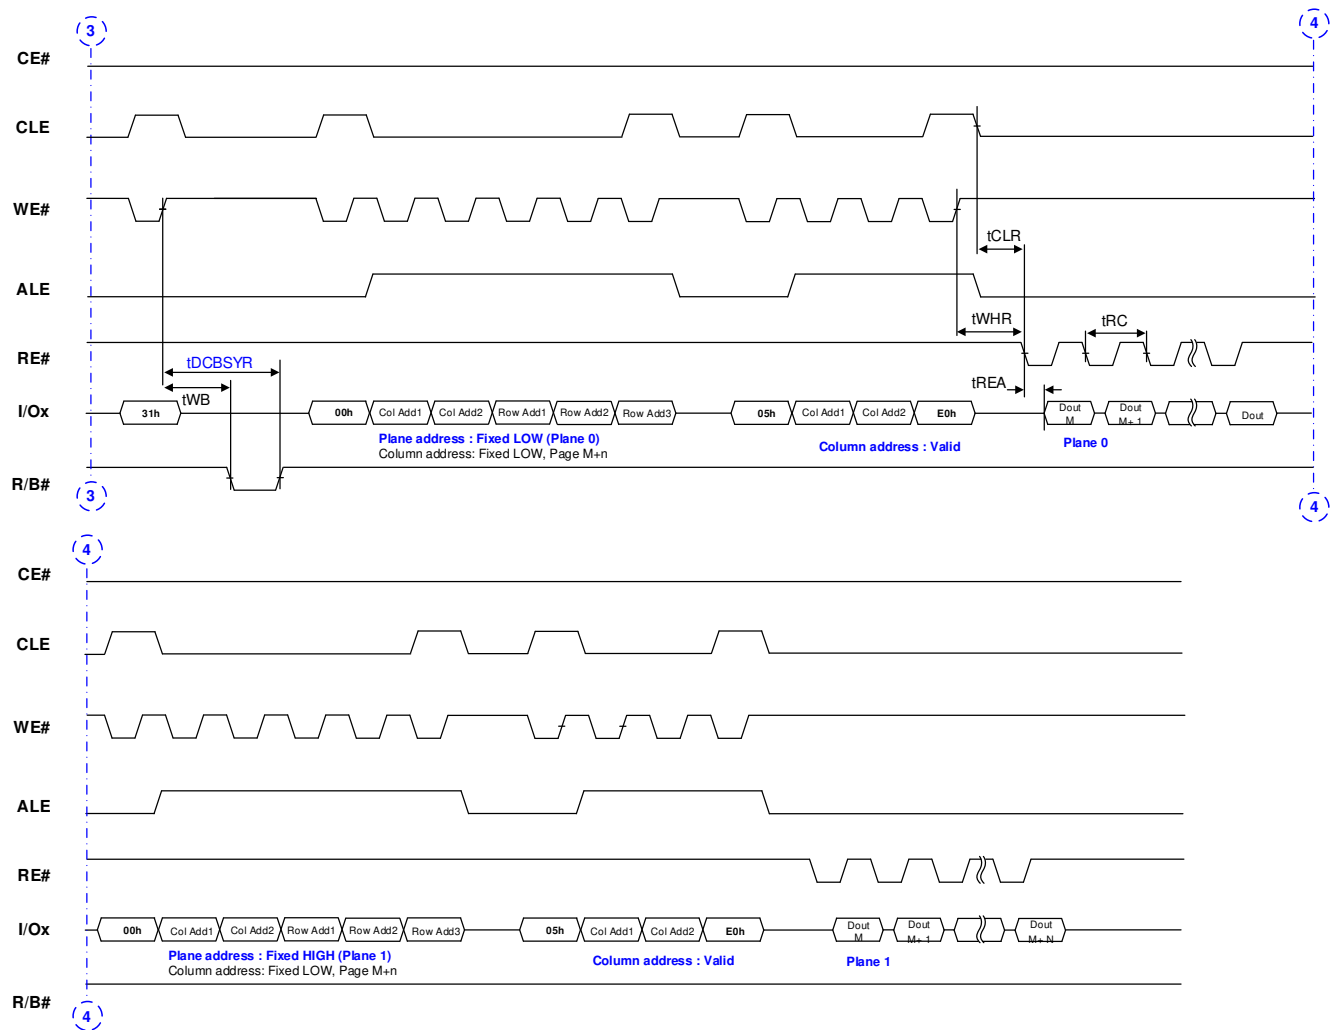 3
4
CE#
CLE
WE#
tCLR
ALE
tWHR
tRC
RE#
tDCBSYR
tREA
tWB
I/Ox
31h
00h
Col Add1
Col Add2
Row Add1
Row Add2
Row Add3
05h
Col Add1
Col Add2
E0h
Dout M
Dout M+ 1
Dout
Plane address : Fixed LOW (Plane 0)
Column address: Fixed LOW, Page M+n
Column address : Valid
Plane 0
R/B#
3
4
4
CE#
CLE
WE#
ALE
RE#
I/Ox
00h
Col Add1
Col Add2
Row Add1
Row Add2
Row Add3
05h
Col Add1
Col Add2
E0h
Dout M
Dout M+ 1
Dout M+ N
Plane address : Fixed HIGH (Plane 1)
Column address: Fixed LOW, Page M+n
Column address : Valid
Plane 1
R/B#
4